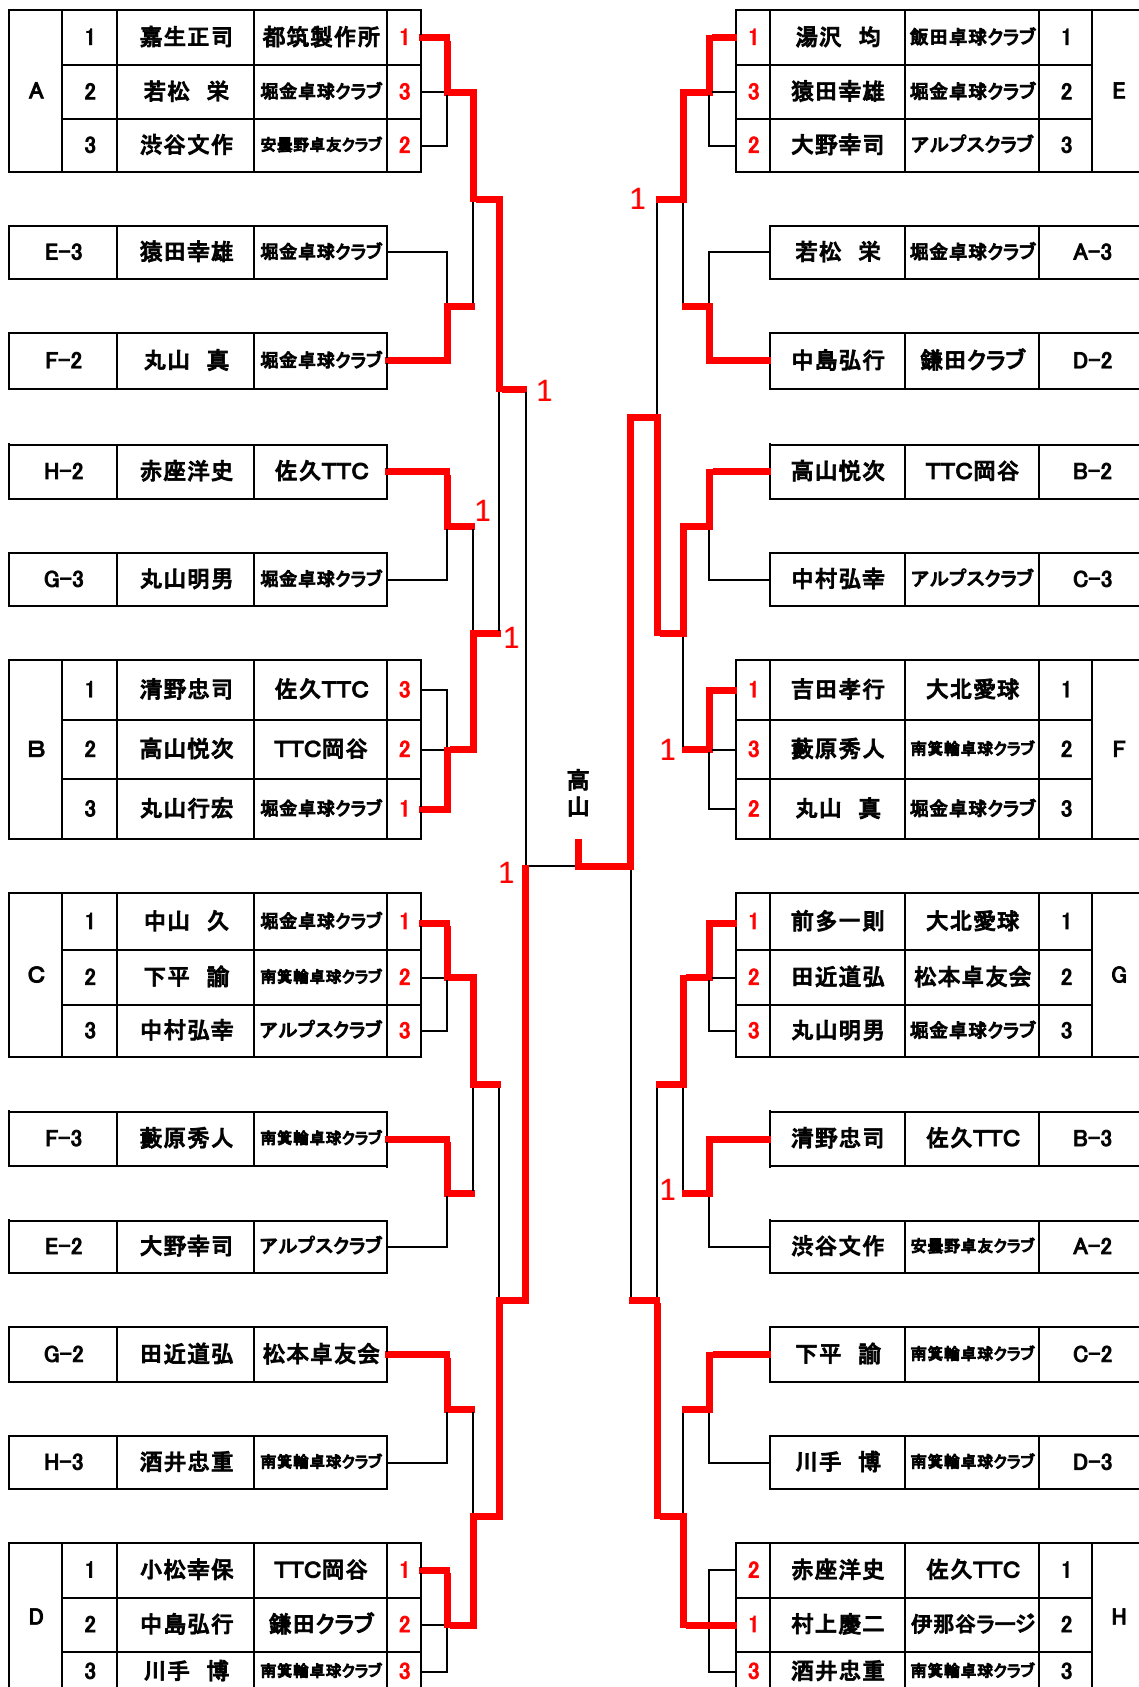 A
1 嘉生正司 都筑製作所 1
2 若松 栄 堀金卓球クラブ 3
3 渋谷文作 安曇野卓友クラブ 2
E-3 猿田幸雄 堀金卓球クラブ
F-2 丸山 真 堀金卓球クラブ
1
H-2 赤座洋史 佐久TTC
1
G-3 丸山明男 堀金卓球クラブ
1
B
1 清野忠司 佐久TTC 3
2 高山悦次 TTC岡谷 2
3 丸山行宏 堀金卓球クラブ 1
1
C
1 中山 久 堀金卓球クラブ 1
2 下平 諭 南箕輪卓球クラブ 2
3 中村弘幸 アルプスクラブ 3
F-3 藪原秀人 南箕輪卓球クラブ
E-2 大野幸司 アルプスクラブ
G-2 田近道弘 松本卓友会
H-3 酒井忠重 南箕輪卓球クラブ
D
1 小松幸保 TTC岡谷 1
2 中島弘行 鎌田クラブ 2
3 川手 博 南箕輪卓球クラブ 3
高
山
1 湯沢 均 飯田卓球クラブ 1
3 猿田幸雄 堀金卓球クラブ 2
2 大野幸司 アルプスクラブ 3
E
1
若松 栄 堀金卓球クラブ A-3
中島弘行 鎌田クラブ D-2
高山悦次 TTC岡谷 B-2
中村弘幸 アルプスクラブ C-3
1 吉田孝行 大北愛球 1
3 藪原秀人 南箕輪卓球クラブ 2
2 丸山 真 堀金卓球クラブ 3
F
1
1 前多一則 大北愛球 1
2 田近道弘 松本卓友会 2
3 丸山明男 堀金卓球クラブ 3
G
清野忠司 佐久TTC B-3
1
渋谷文作 安曇野卓友クラブ A-2
下平 諭 南箕輪卓球クラブ C-2
川手 博 南箕輪卓球クラブ D-3
2 赤座洋史 佐久TTC 1
1 村上慶二 伊那谷ラージ 2
3 酒井忠重 南箕輪卓球クラブ 3
H